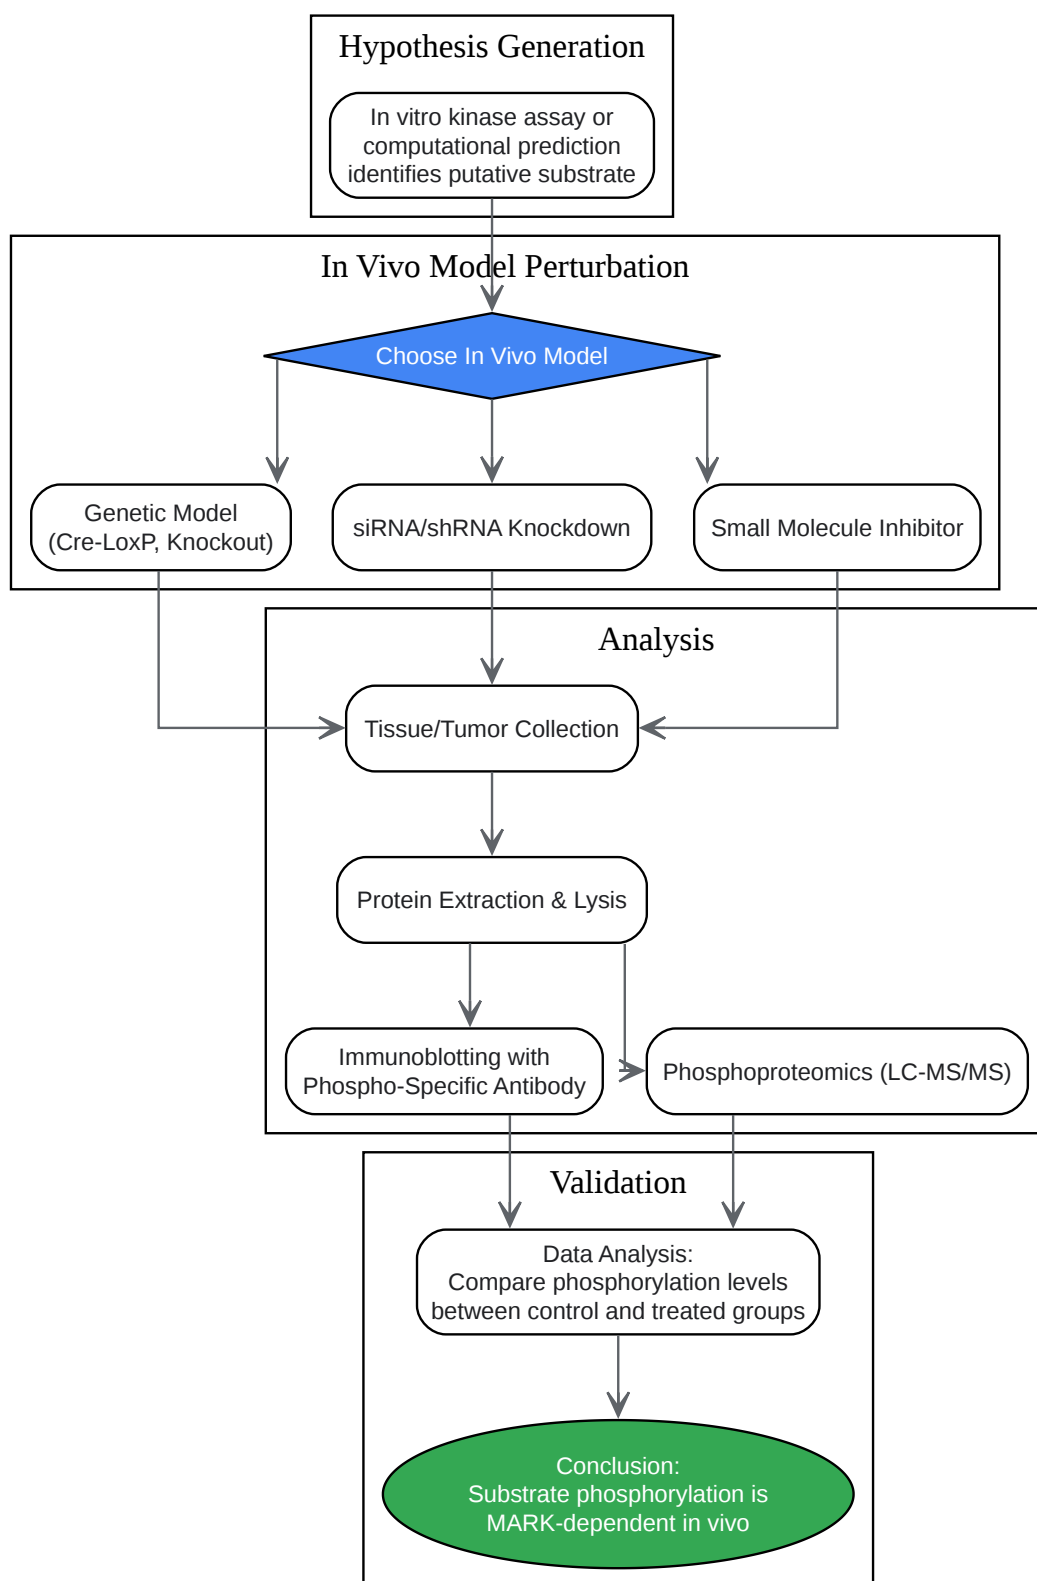 Hypothesis Generation
In vitro kinase assay or
computational prediction
identifies putative substrate
In Vivo Model Perturbation
Choose In Vivo Model
Genetic Model
(Cre-LoxP, Knockout)
siRNA/shRNA Knockdown
Small Molecule Inhibitor
Analysis
Tissue/Tumor Collection
Protein Extraction & Lysis
Immunoblotting with
Phospho-Specific Antibody
Phosphoproteomics (LC-MS/MS)
Validation
Data Analysis:
Compare phosphorylation levels
between control and treated groups
Conclusion:
Substrate phosphorylation is
MARK-dependent in vivo